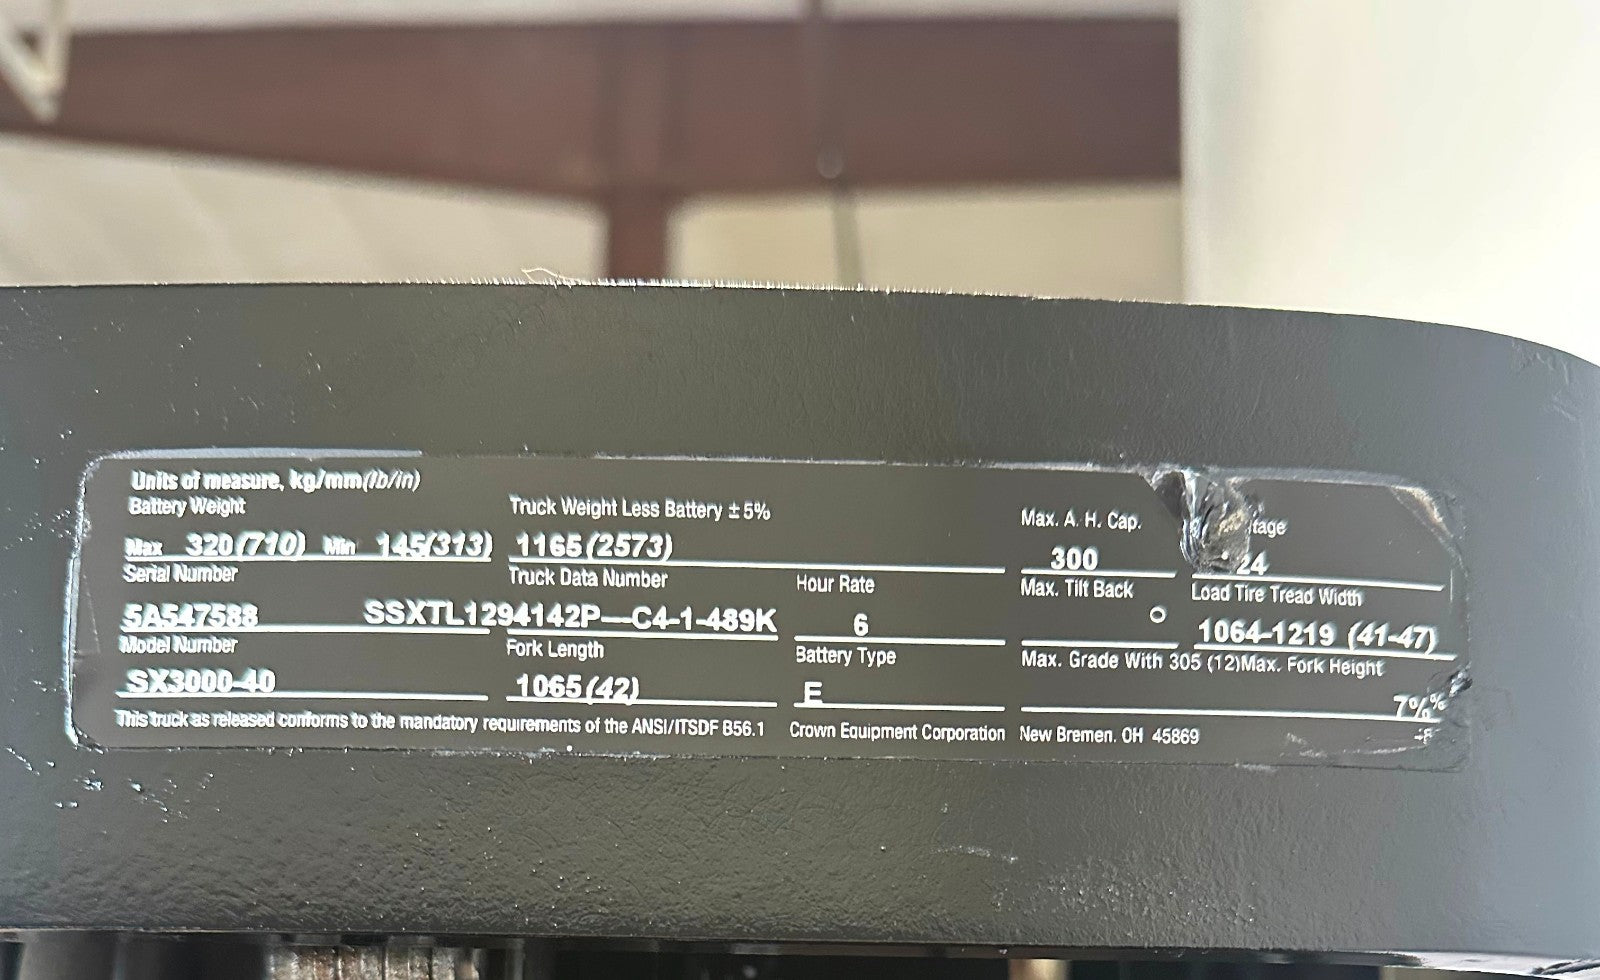 Units of measure, kg/mm(lb/in)
Battery Weight Truck Weight Less Battery ± 5% Max. A. H. Cap. ltage
Max 320(710) Min 145(313) 1165(2573) 300 24
Serial Number Truck Data Number Hour Rate Max. Tilt Back Load Tire Tread Width
5A547588 SSXTL1294142P-C4-1-489K 6 ° 1064-1219 (41-47)
Model Number Fork Length Battery Type Max. Grade With 305 (12)Max. Fork Height
SX3000-40 1065(42) E 7%%
This truck as released conforms to the mandatory requirements of the ANSI/ITSDF B56.1 Crown Equipment Corporation New Bremen. OH 45869